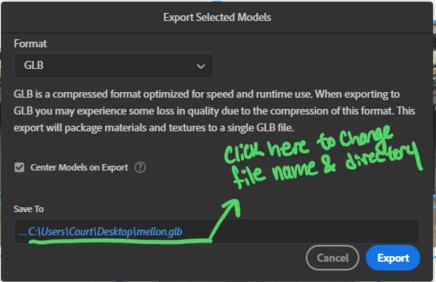 Export Selected Models
Format
GLB
GLB is a compressed format optimized for speed and runtime use. When exporting to
GLB you may experience some loss in quality due to the compression of this format. This
export will package materials and textures to a single GLB file.
Center Models on Export ?
Click here to change
file name & directory
Save To
...C:\Users\Court\Desktop\mellon.glb
Cancel Export